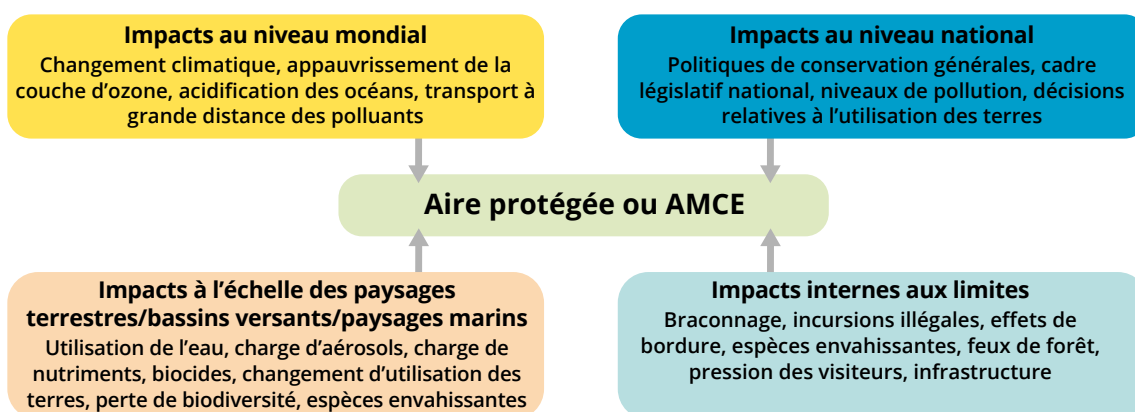 Impacts au niveau mondial
Changement climatique, appauvrissement de la
couche d’ozone, acidification des océans, transport à
grande distance des polluants
Impacts au niveau national
Politiques de conservation générales, cadre
législatif national, niveaux de pollution, décisions
relatives à l’utilisation des terres
Aire protégée ou AMCE
Impacts à l’échelle des paysages
terrestres/bassins versants/paysages marins
Utilisation de l’eau, charge d’aérosols, charge de
nutriments, biocides, changement d’utilisation des
terres, perte de biodiversité, espèces envahissantes
Impacts internes aux limites
Braconnage, incursions illégales, effets de
bordure, espèces envahissantes, feux de forêt,
pression des visiteurs, infrastructure